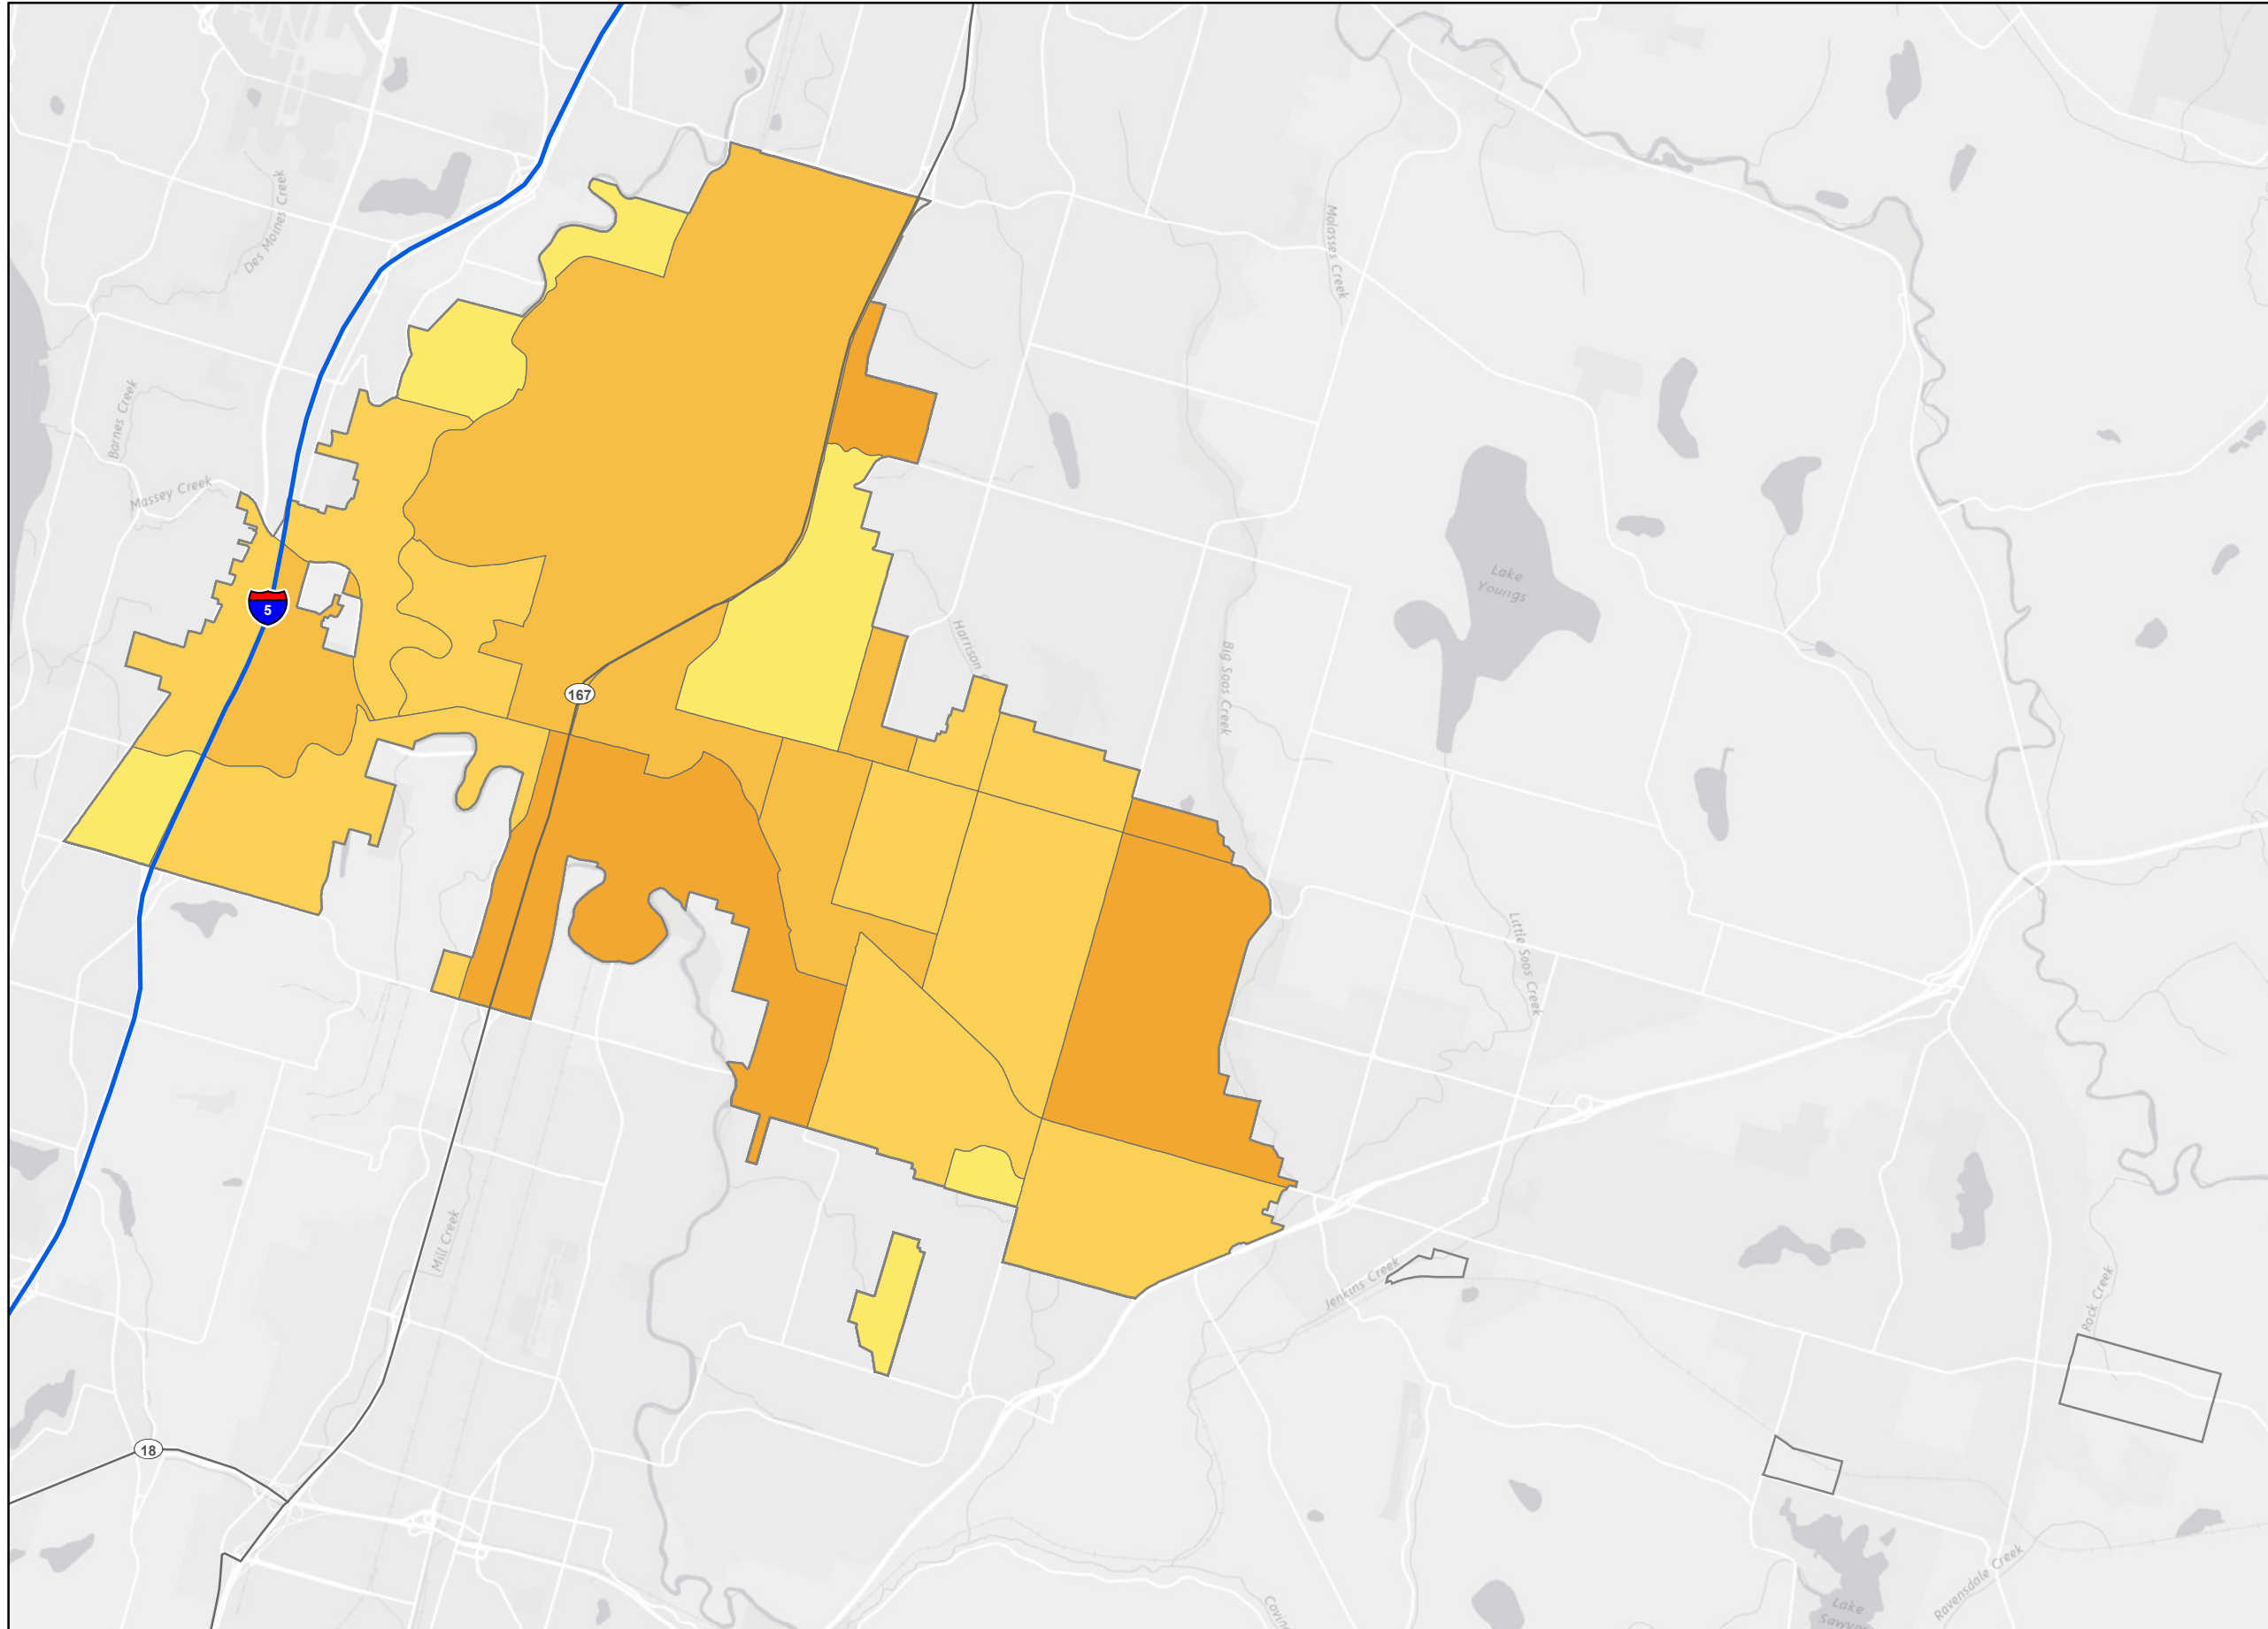 Des Moines Creek
Molasses Creek
Barnes Creek
Massey Creek
Lake
Youngs
5
Harrison
Big Soos Creek
167
Little Soos Creek
Mill Creek
Jenkins Creek
Rock Creek
18
Ravensdale Creek
Lake